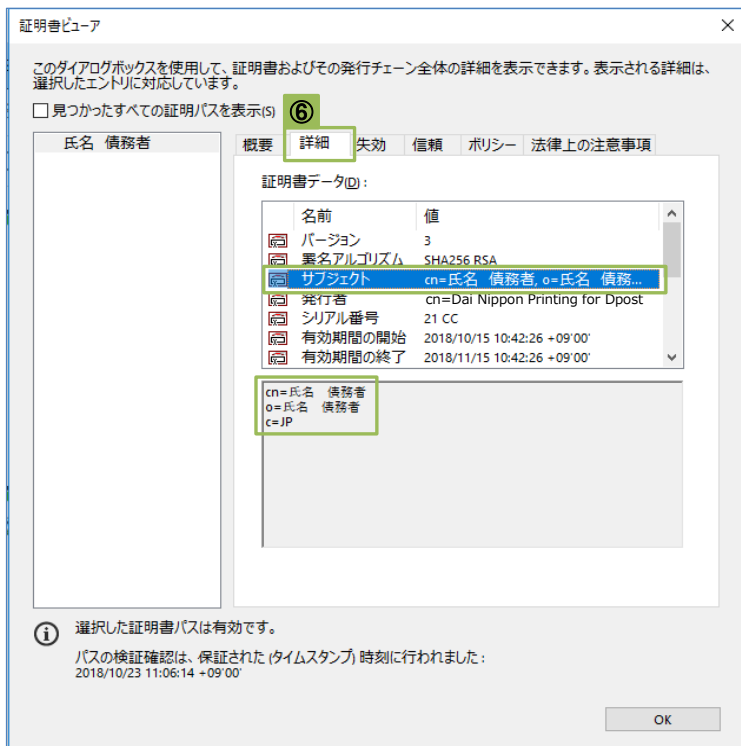 証明書ビューア
このダイアログボックスを使用して、証明書およびその発行チェーン全体の詳細を表示できます。表示される詳細は、
選択したエントリに対応しています。
見つかったすべての証明パスを表示(S)
⑥
氏名 債務者
概要 詳細 失効 信頼 ポリシー 法律上の注意事項
証明書データ(D):
名前 値
バージョン 3
署名アルゴリズム SHA256 RSA
サブジェクト cn=氏名 債務者, o=氏名 債務...
発行者 cn=Dai Nippon Printing for Dpost
シリアル番号 21 CC
有効期間の開始 2018/10/15 10:42:26 +09'00'
有効期間の終了 2018/11/15 10:42:26 +09'00'
cn=氏名 債務者
o=氏名 債務者
c=JP
選択した証明書パスは有効です。
パスの検証確認は、保証された (タイムスタンプ) 時刻に行われました:
2018/10/23 11:06:14 +09'00'
OK